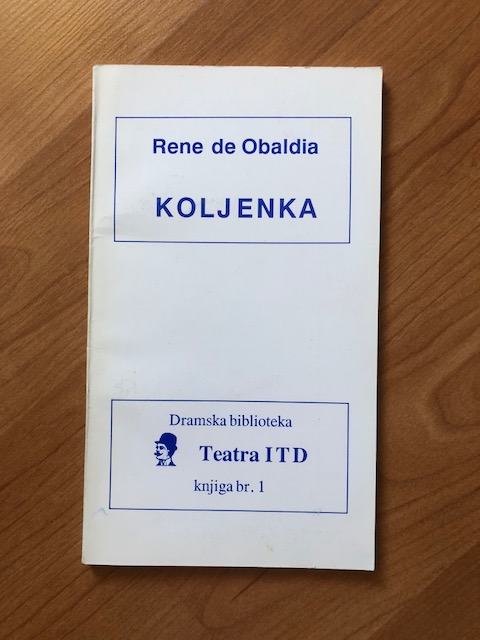 Rene de Obaldia
KOLJENKA
Dramska biblioteka
Teatra ITD
knjiga br. 1